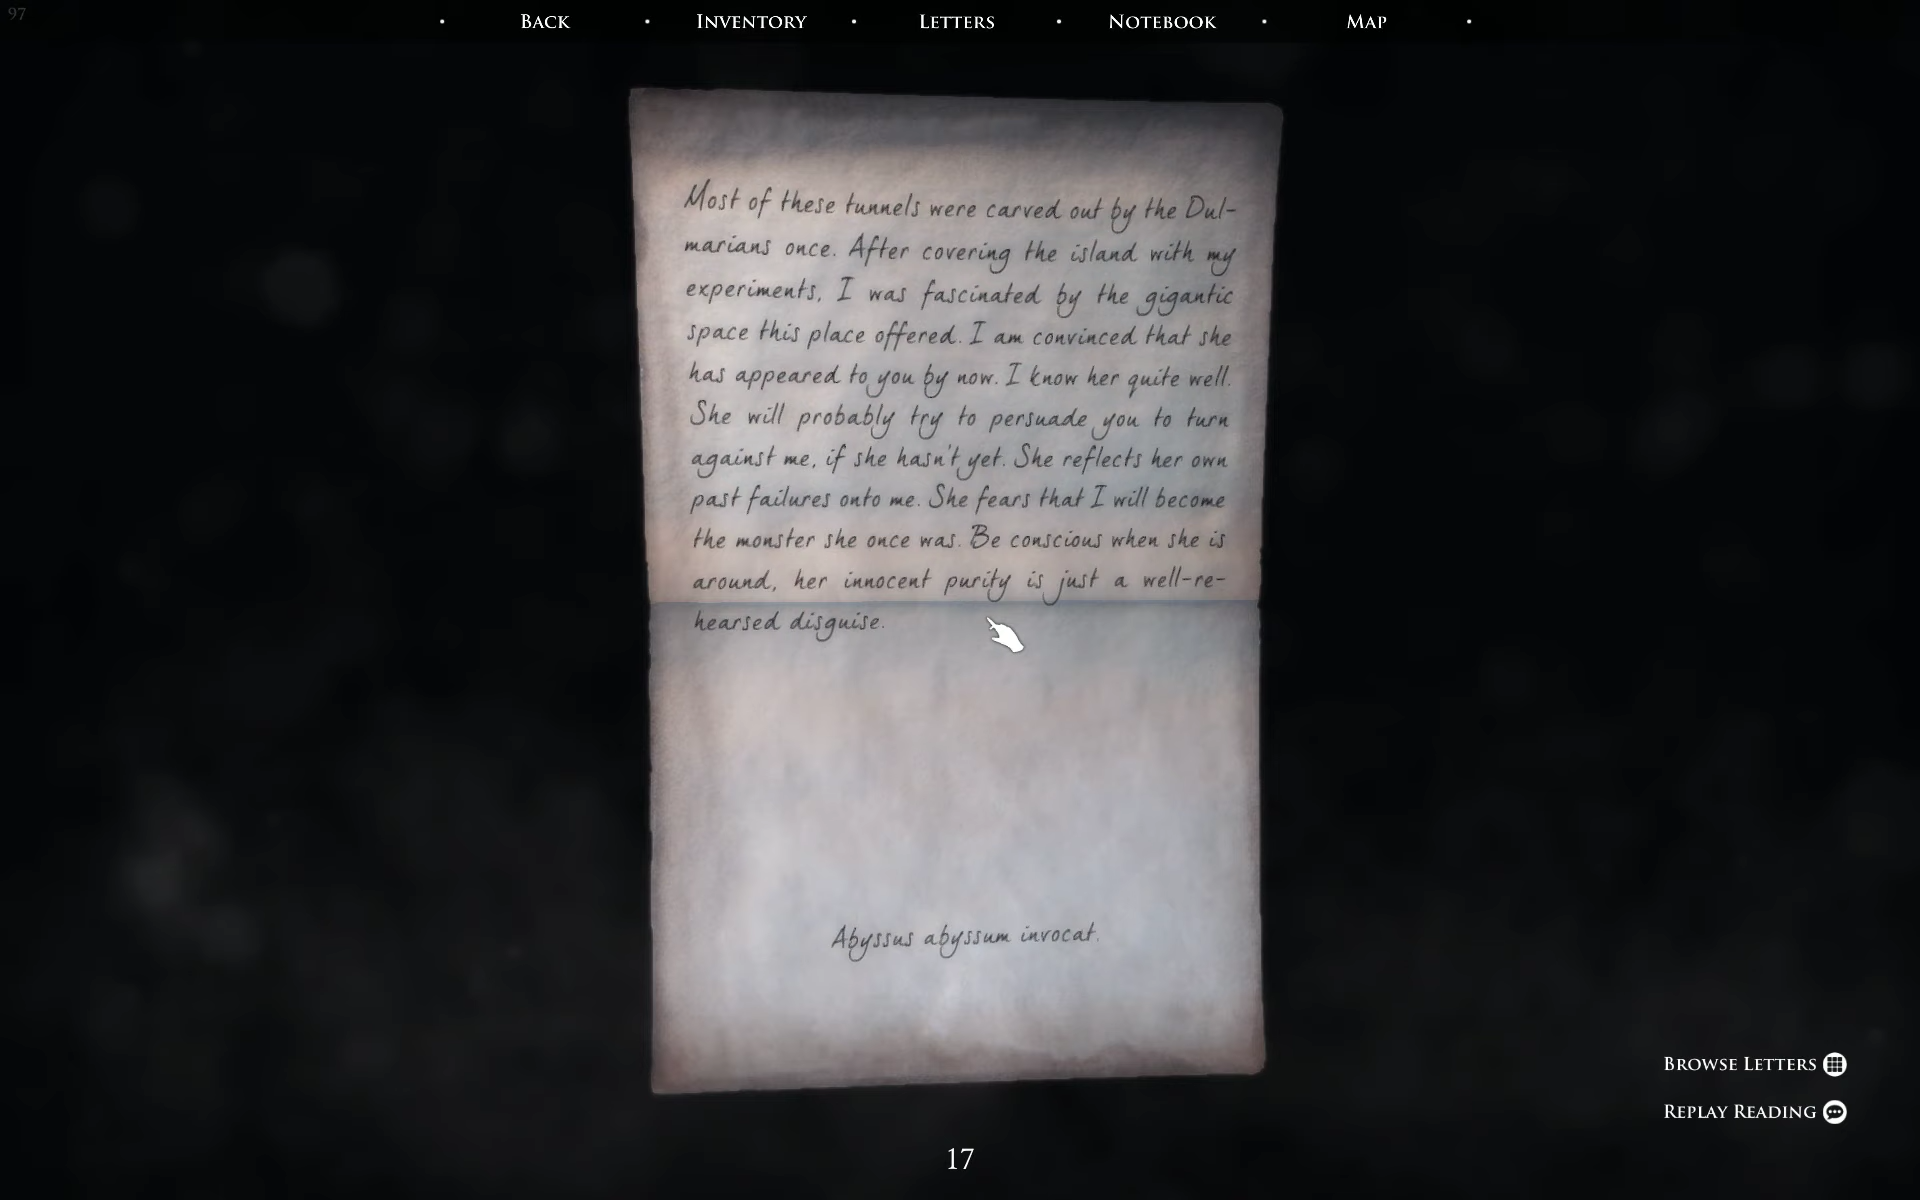 97
· BACK · INVENTORY · LETTERS · NOTEBOOK · MAP ·
Most of these tunnels were carved out by the Dul-
marians once. After covering the island with my
experiments, I was fascinated by the gigantic
space this place offered. I am convinced that she
has appeared to you by now. I know her quite well.
She will probably try to persuade you to turn
against me, if she hasn't yet. She reflects her own
past failures onto me. She fears that I will become
the monster she once was. Be conscious when she is
around, her innocent purity is just a well-re-
hearsed disguise.
Abyssus abyssum invocat.
BROWSE LETTERS
REPLAY READING
17